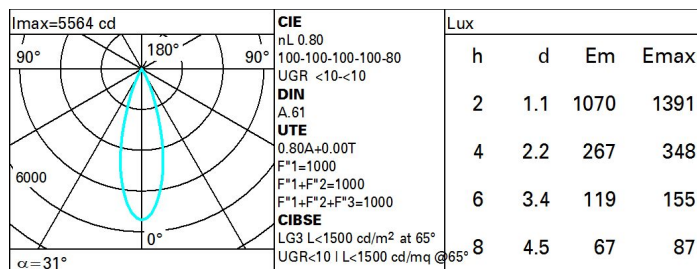 Imax=5564 cd
90°
180°
90°
6000
0°
α=31°
CIE
nL 0.80
100-100-100-100-80
UGR <10-<10
DIN
A.61
UTE
0.80A+0.00T
F"1=1000
F"1+F"2=1000
F"1+F"2+F"3=1000
CIBSE
LG3 L<1500 cd/m² at 65°
UGR<10 | L<1500 cd/mq @65°
Lux
h d Em Emax
2 1.1 1070 1391
4 2.2 267 348
6 3.4 119 155
8 4.5 67 87